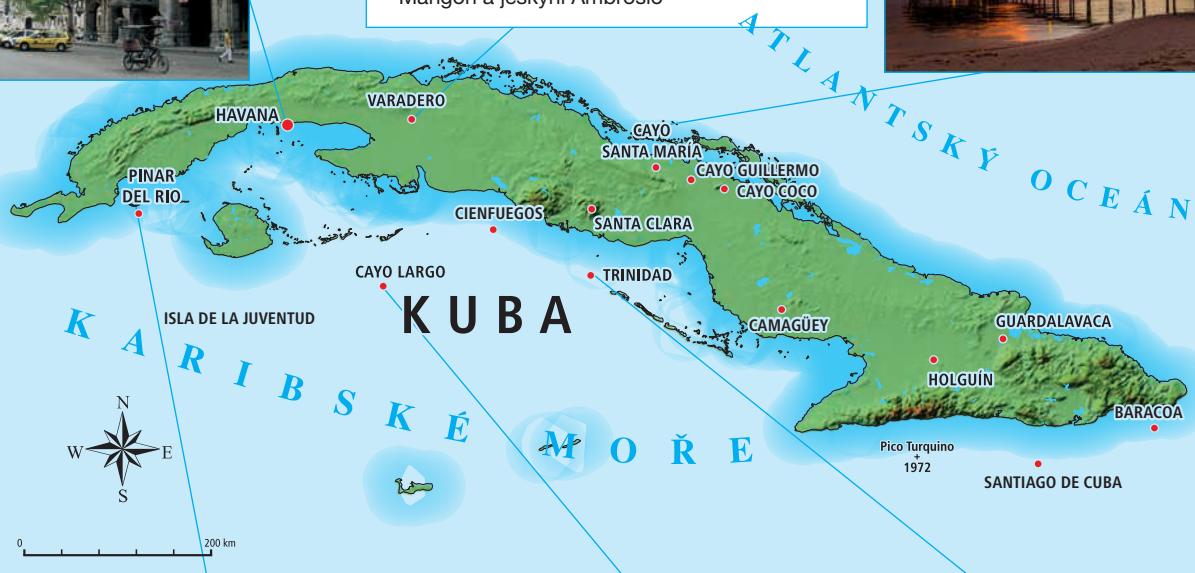 Mangón a jeskyni Ambrosio
ATLANTSKÝ OCEÁN
VARADERO
HAVANA
CAYO
SANTA MARÍA
CAYO GUILLERMO
CAYO COCO
PINAR
DEL RIO
CIENFUEGOS
SANTA CLARA
CAYO LARGO
TRINIDAD
KUBA
ISLA DE LA JUVENTUD
CAMAGÜEY
GUARDALAVACA
HOLGUÍN
BARACOA
KARIBSKÉ MOŘE
Pico Turquino
+
1972
SANTIAGO DE CUBA
N
W
E
S
0
200 km